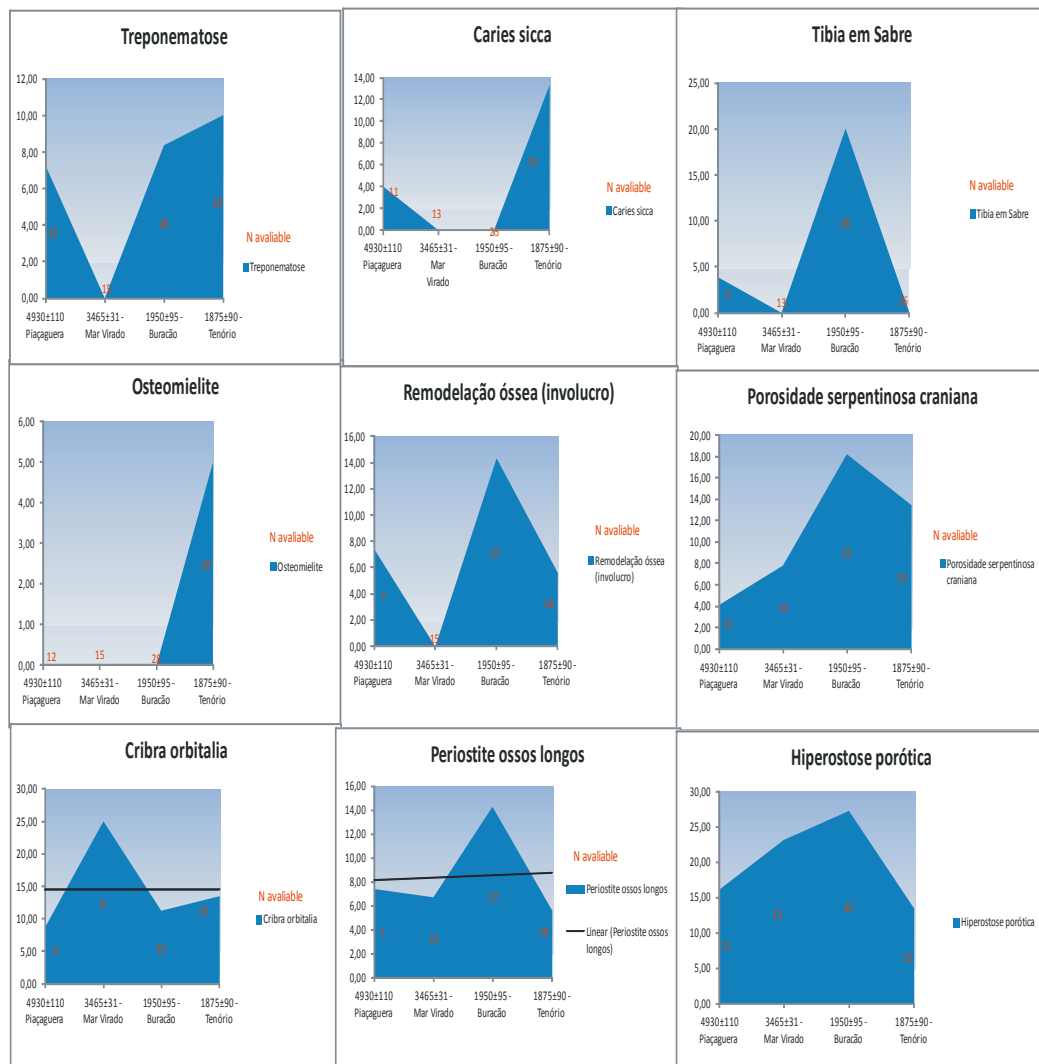 Treponematose
12,00
10,00
8,00
6,00
4,00
2,00
0,00
12
15
20
N avaliable
Treponematose
4930±110
Piaçaguera
3465±31 -
Mar Virado
1950±95 -
Buracão
1875±90 -
Tenório
Caries sicca
14,00
12,00
10,00
8,00
6,00
4,00
2,00
0,00
11
13
N avaliable
Caries sicca
4930±110
Piaçaguera
3465±31 -
Mar
Virado
1950±95 -
Buracão
1875±90 -
Tenório
Tibia em Sabre
25,00
20,00
15,00
10,00
5,00
0,00
13
16
N avaliable
Tibia em Sabre
4930±110
Piaçaguera
3465±31 -
Mar Virado
1950±95 -
Buracão
1875±90 -
Tenório
Osteomielite
6,00
5,00
4,00
3,00
2,00
1,00
0,00
12
15
28
20
N avaliable
Osteomielite
4930±110
Piaçaguera
3465±31 -
Mar Virado
1950±95 -
Buracão
1875±90 -
Tenório
Remodelação óssea (involucro)
16,00
14,00
12,00
10,00
8,00
6,00
4,00
2,00
0,00
15
N avaliable
Remodelação óssea
(involucro)
4930±110
Piaçaguera
3465±31 -
Mar Virado
1950±95 -
Buracão
1875±90 -
Tenório
Porosidade serpentinosa craniana
20,00
18,00
16,00
14,00
12,00
10,00
8,00
6,00
4,00
2,00
0,00
N avaliable
Porosidade serpentinosa
craniana
4930±110
Piaçaguera
3465±31 -
Mar Virado
1950±95 -
Buracão
1875±90 -
Tenório
Cribra orbitalia
30,00
25,00
20,00
15,00
10,00
5,00
0,00
N avaliable
Cribra orbitalia
4930±110
Piaçaguera
3465±31 -
Mar Virado
1950±95 -
Buracão
1875±90 -
Tenório
Periostite ossos longos
16,00
14,00
12,00
10,00
8,00
6,00
4,00
2,00
0,00
N avaliable
Periostite ossos longos
Linear (Periostite ossos
longos)
4930±110
Piaçaguera
3465±31 -
Mar Virado
1950±95 -
Buracão
1875±90 -
Tenório
Hiperostose porótica
30,00
25,00
20,00
15,00
10,00
5,00
0,00
Hiperostose porótica
4930±110
Piaçaguera
3465±31 -
Mar Virado
1950±95 -
Buracão
1875±90 -
Tenório